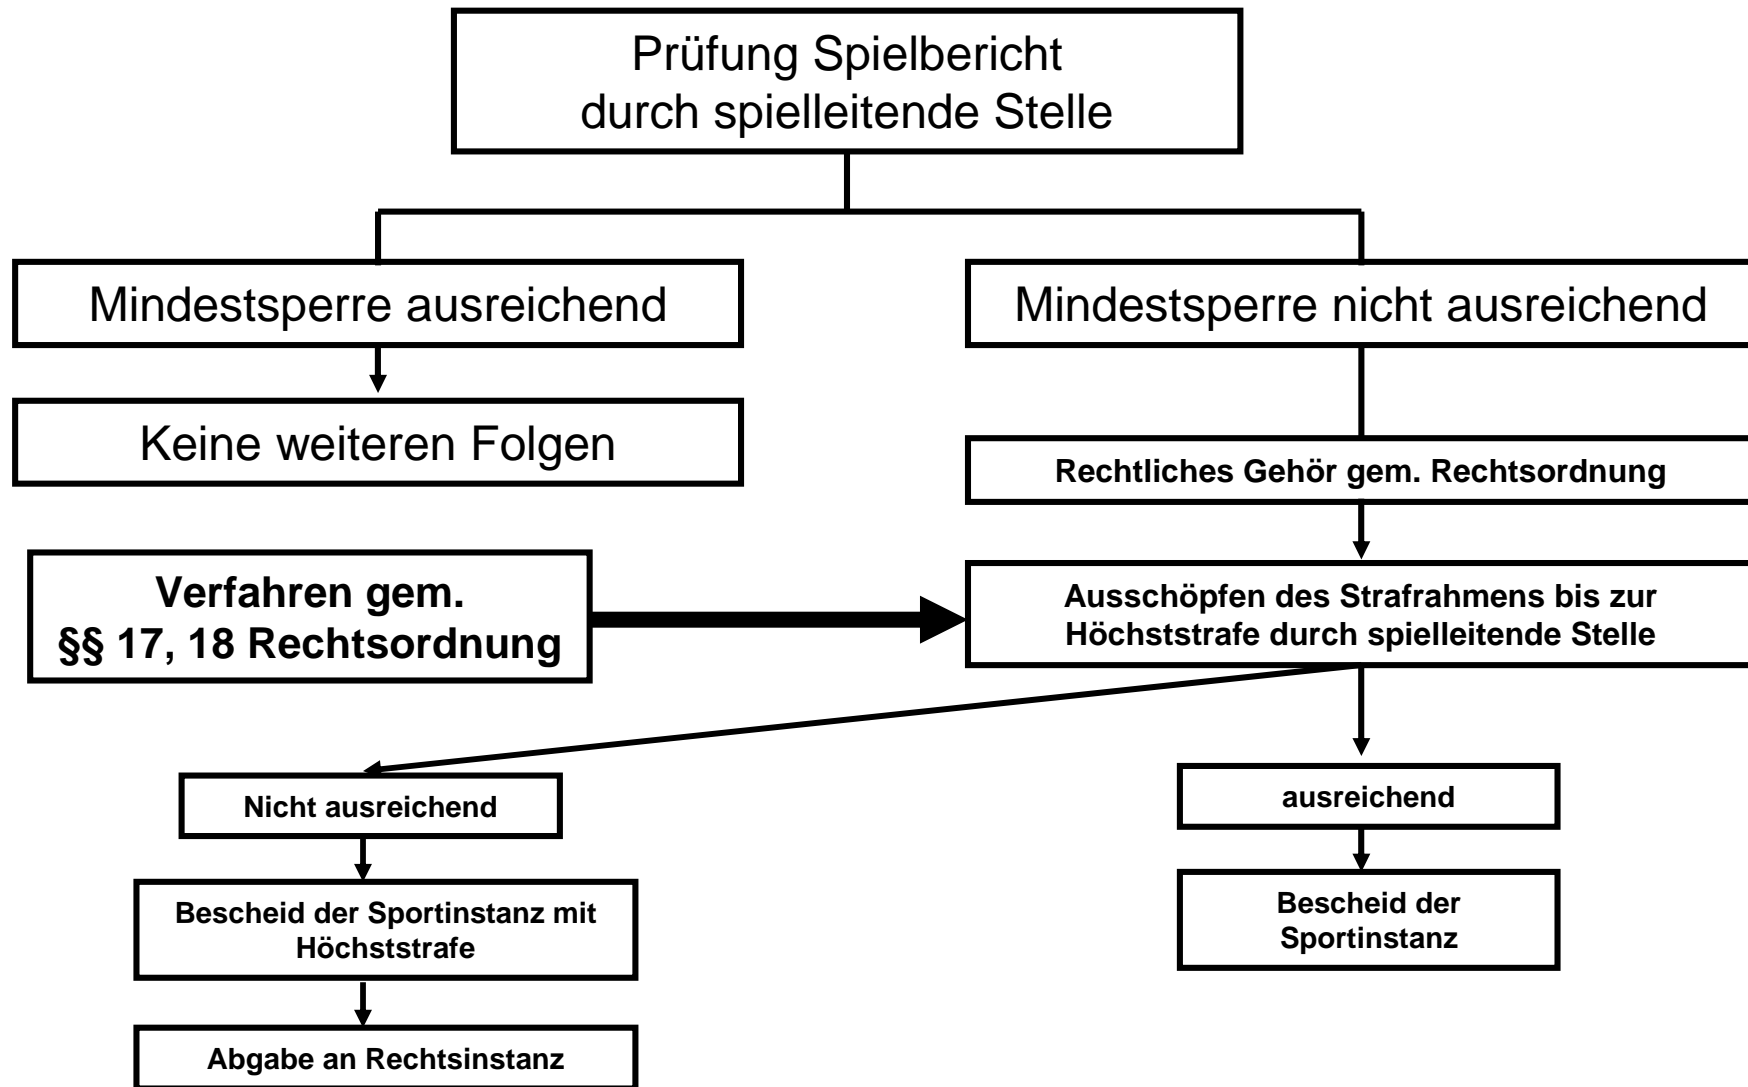 Prüfung Spielbericht
durch spielleitende Stelle
Mindestsperre ausreichend
Mindestsperre nicht ausreichend
Keine weiteren Folgen
Rechtliches Gehör gem. Rechtsordnung
Verfahren gem.
§§ 17, 18 Rechtsordnung
Ausschöpfen des Strafrahmens bis zur
Höchststrafe durch spielleitende Stelle
Nicht ausreichend
ausreichend
Bescheid der Sportinstanz mit
Höchststrafe
Bescheid der
Sportinstanz
Abgabe an Rechtsinstanz